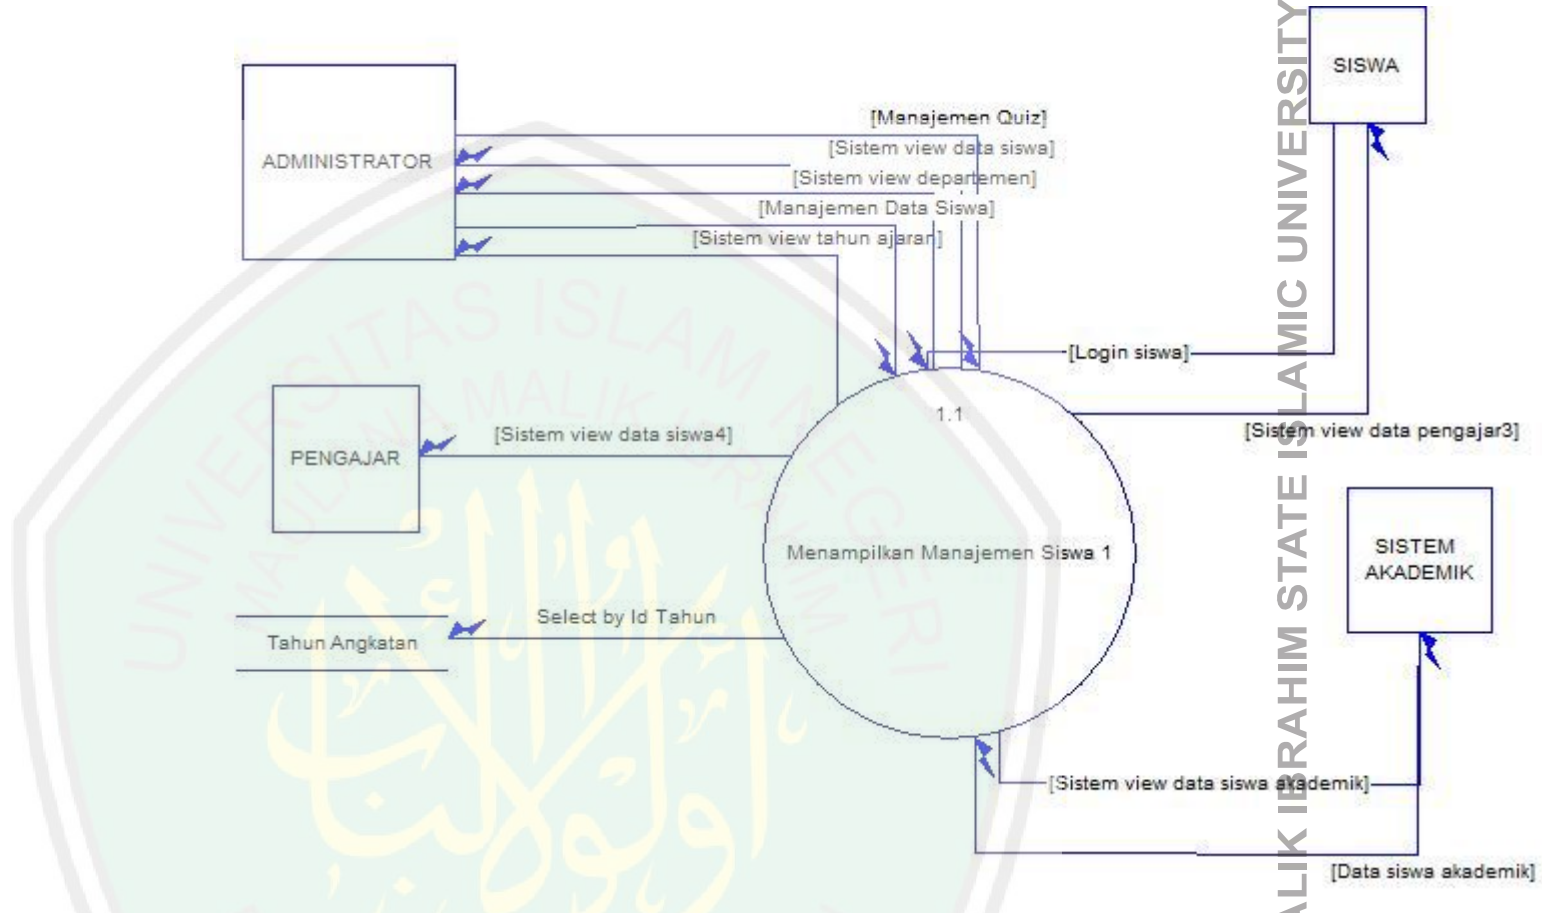 SISWA
ADMINISTRATOR
[Manajemen Quiz]
[Sistem view data siswa]
[Sistem view departemen]
[Manajemen Data Siswa]
[Sistem view tahun ajaran]
[Login siswa]
1.1
[Sistem view data pengajar3]
PENGAJAR
[Sistem view data siswa4]
Menampilkan Manajemen Siswa 1
SISTEM
AKADEMIK
Tahun Angkatan
Select by Id Tahun
[Sistem view data siswa akademik]
[Data siswa akademik]
ALIK IBRAHIM STATE ISLAMIC UNIVERSITY
UNIVERSITAS ISLAM NEGERI
MAULANA MALIK IBRAHIM